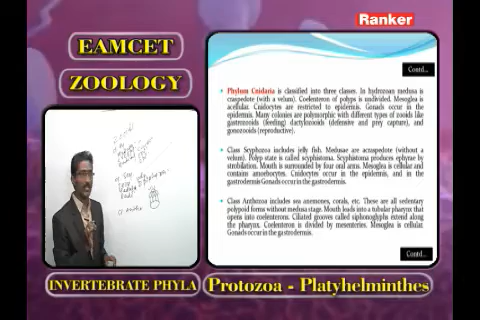 Ranker
EAMCET
ZOOLOGY
Contd...
Phylum Cnidaria is classified into three classes. In hydrozoan medusa is
craspedote (with a velum). Coelenteron of polyps is undivided. Mesoglea is
acellular. Cnidocytes are restricted to epidermis. Gonads occur in the
epidermis. Many colonies are polymorphic with different types of zooids like
gastrozooids (feeding) dactylozooids (defensive and prey capture), and
gonozooids (reproductive).
Class Scyphozoa includes jelly fish. Medusae are acraspedote (without a
velum). Polyp state is called scyphistoma. Scyphistoma produces ephyrae by
strobilation. Mouth is surrounded by four oral arms. Mesoglea is cellular and
contains amoebocytes. Cnidocytes occur in the epidermis, and in
the gastrodermis Gonads occur in the gastrodermis.
Class Anthozoa includes sea anemones, corals, etc. These are all sedentary
polypoid forms without medusa stage. Mouth leads into a tubular pharynx that
opens into coelenteron. Ciliated grooves called siphonoglyphs extend along
the pharynx. Coelenteron is divided by mesenteries. Mesoglea is cellular.
Gonads occur in the gastrodermis.
Contd...
INVERTEBRATE PHYLA
Protozoa - Platyhelminthes